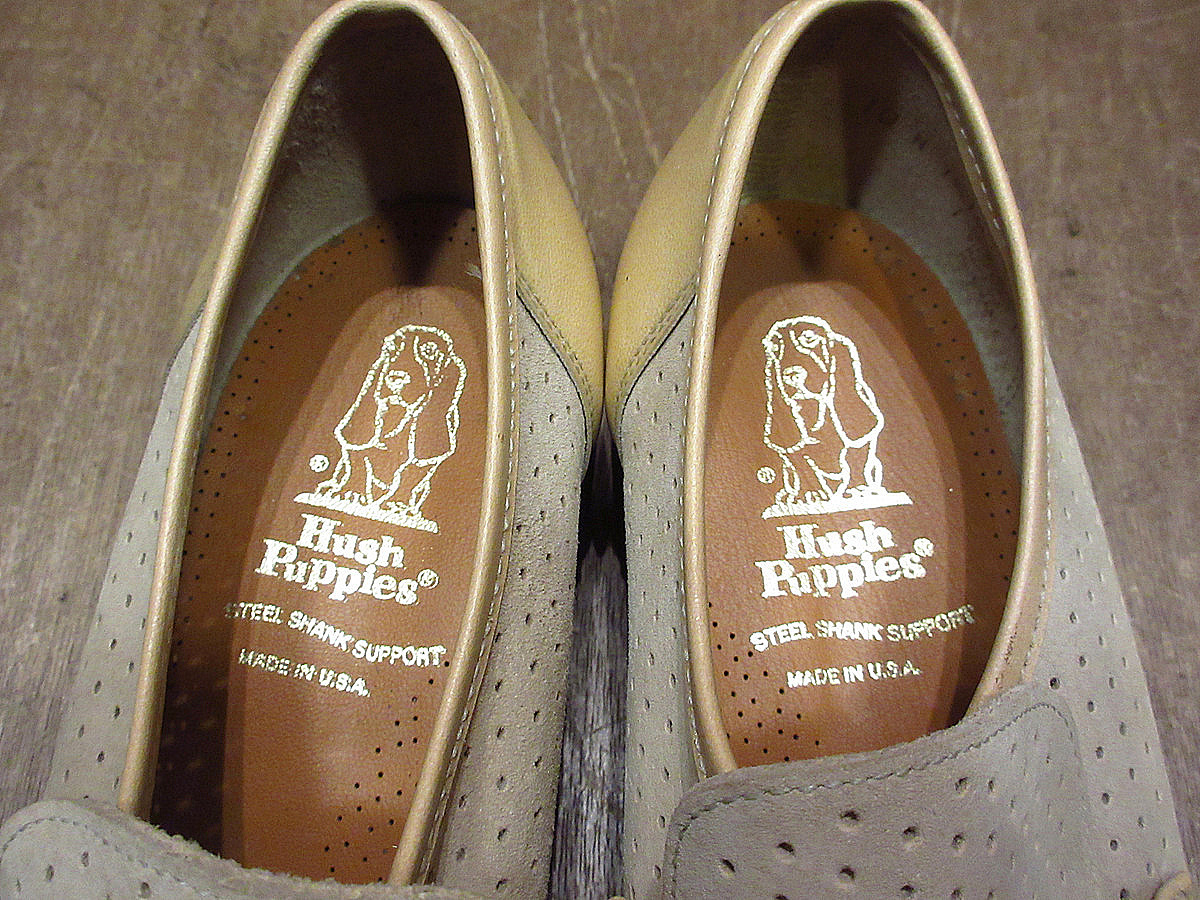 ®
Hush
Puppies®
STEEL SHANK SUPPORT
MADE IN U.S.A.
®
Hush
Puppies®
STEEL SHANK SUPPORT
MADE IN U.S.A.